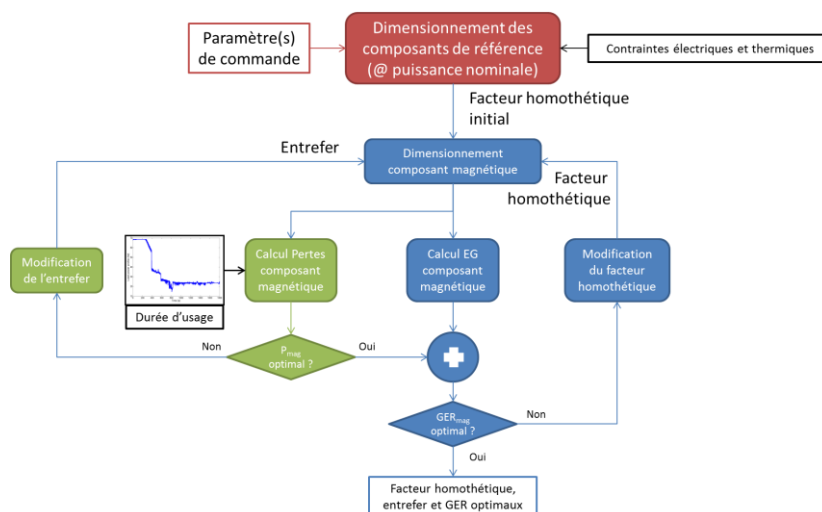 Paramètre(s)
de commande
Dimensionnement des
composants de référence
(@ puissance nominale)
Contraintes électriques et thermiques
Facteur homothétique
initial
Entrefer
Dimensionnement
composant magnétique
Facteur
homothétique
Modification
de l'entrefer
Durée d'usage
Calcul Pertes
composant
magnétique
Calcul EG
composant
magnétique
Modification
du facteur
homothétique
Non
Pmag
optimal ?
Oui
GERmag
optimal ?
Non
Oui
Facteur homothétique,
entrefer et GER optimaux